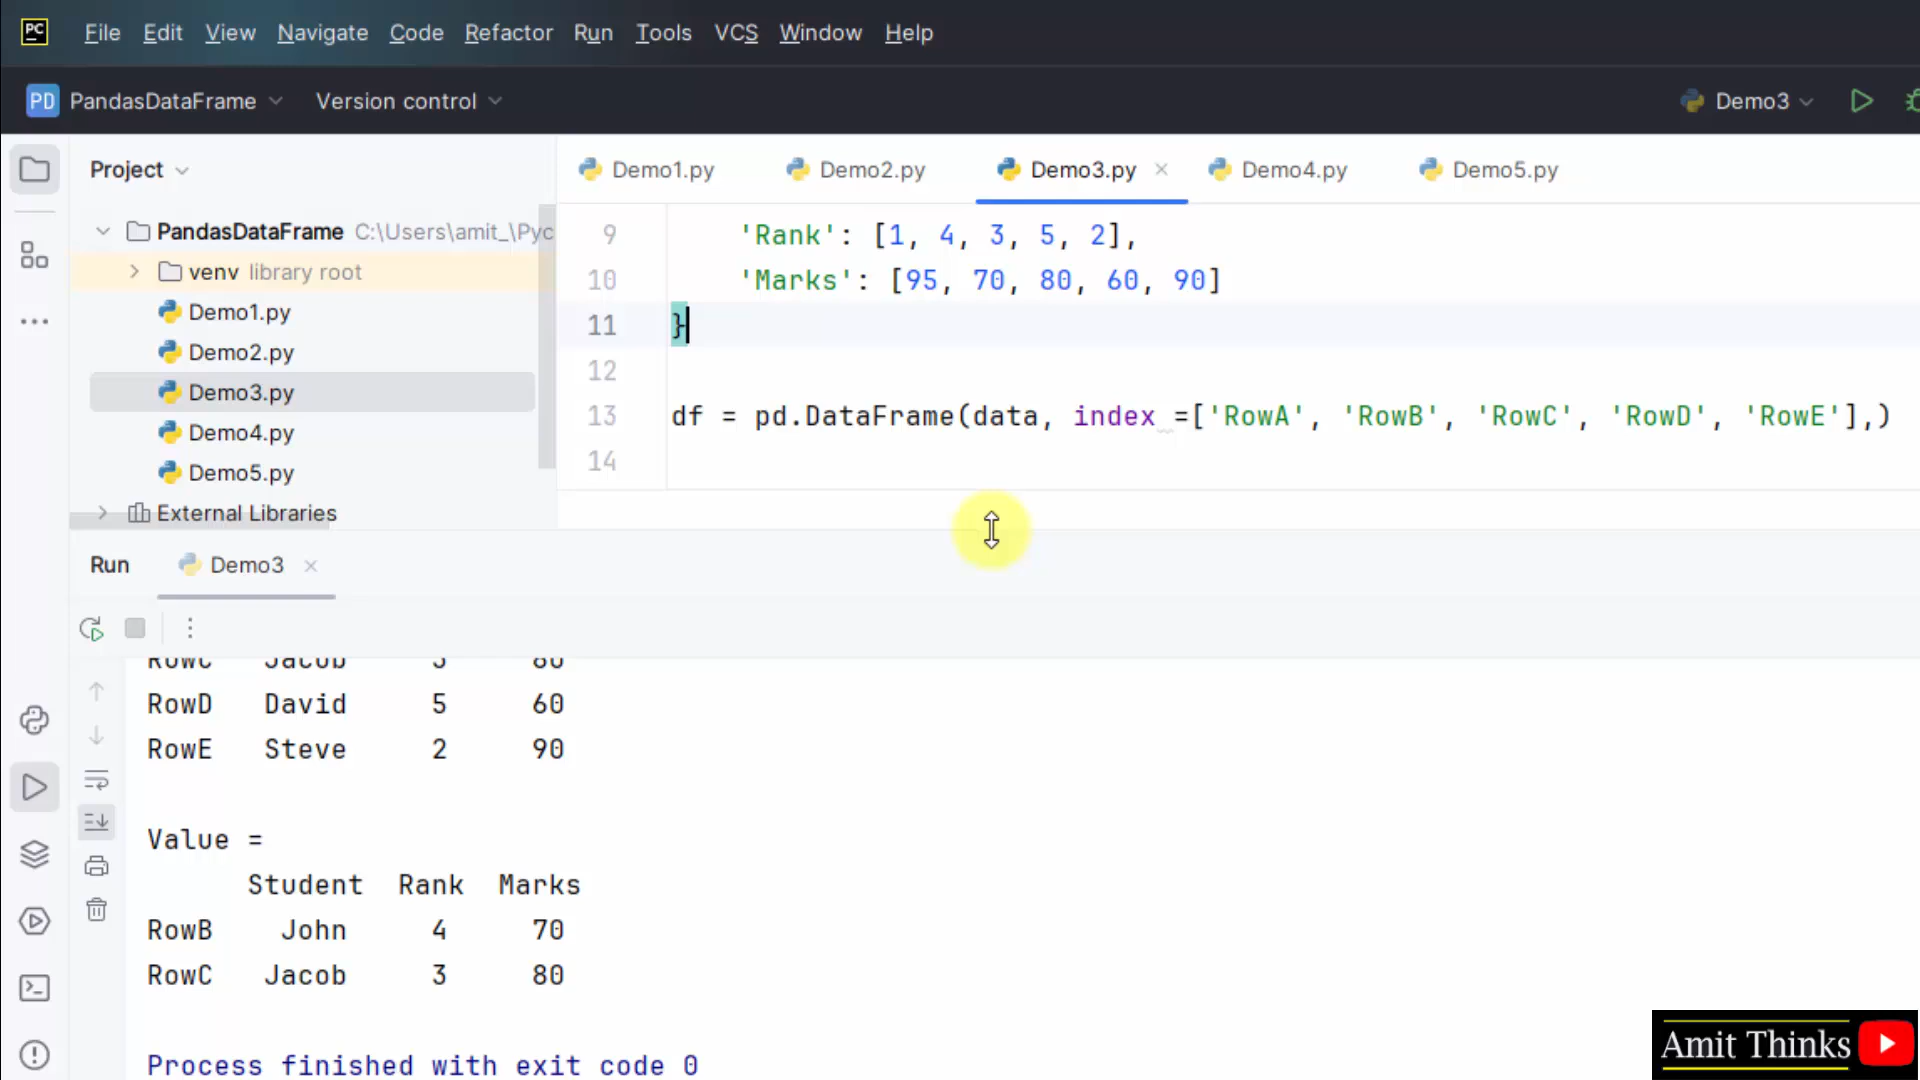 PC File Edit View Navigate Code Refactor Run Tools VCS Window Help
PD PandasDataFrame Version control Demo3
Project
Demo1.py Demo2.py Demo3.py Demo4.py Demo5.py
PandasDataFrame C:\Users\amit_\Pyc
venv library root
Demo1.py
Demo2.py
Demo3.py
Demo4.py
Demo5.py
External Libraries
9 'Rank': [1, 4, 3, 5, 2],
10 'Marks': [95, 70, 80, 60, 90]
11 }
12
13 df = pd.DataFrame(data, index =['RowA', 'RowB', 'RowC', 'RowD', 'RowE'],)
14
Run Demo3
RowC Jacob 3 80
RowD David 5 60
RowE Steve 2 90
Value =
Student Rank Marks
RowB John 4 70
RowC Jacob 3 80
Process finished with exit code 0
Amit Thinks